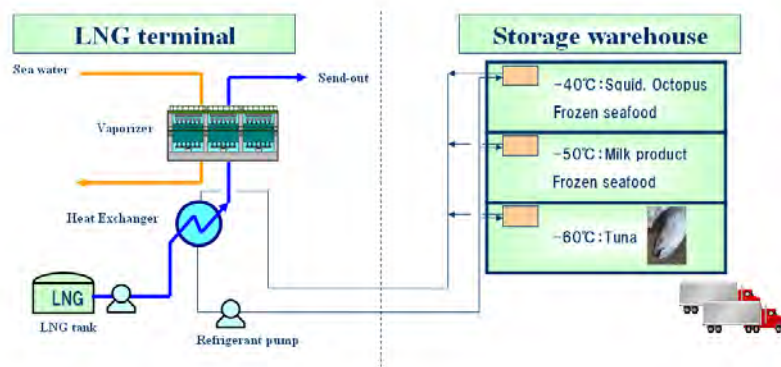 LNG terminal
Storage warehouse
Sea water
Send-out
Vaporizer
Heat Exchanger
LNG
LNG tank
Refrigerant pump
-40℃:Squid. Octopus
Frozen seafood
-50℃:Milk product
Frozen seafood
-60℃:Tuna